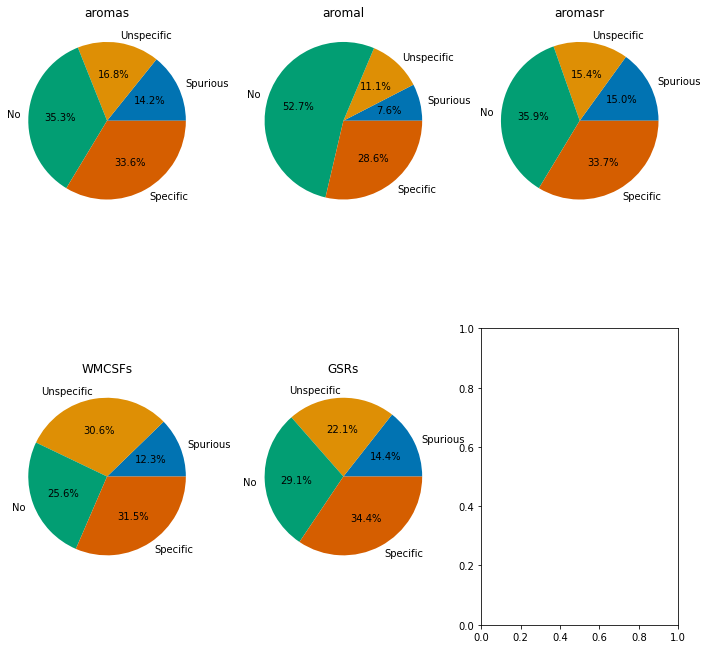 aromas
Unspecific
16.8%
Spurious
14.2%
No
35.3%
33.6%
Specific
aromal
Unspecific
11.1%
Spurious
7.6%
No
52.7%
28.6%
Specific
aromasr
Unspecific
15.4%
Spurious
15.0%
No
35.9%
33.7%
Specific
WMCSFs
Unspecific
30.6%
Spurious
12.3%
25.6%
No
31.5%
Specific
GSRs
Unspecific
22.1%
Spurious
14.4%
29.1%
No
34.4%
Specific
1.0
0.8
0.6
0.4
0.2
0.0
0.0 0.2 0.4 0.6 0.8 1.0